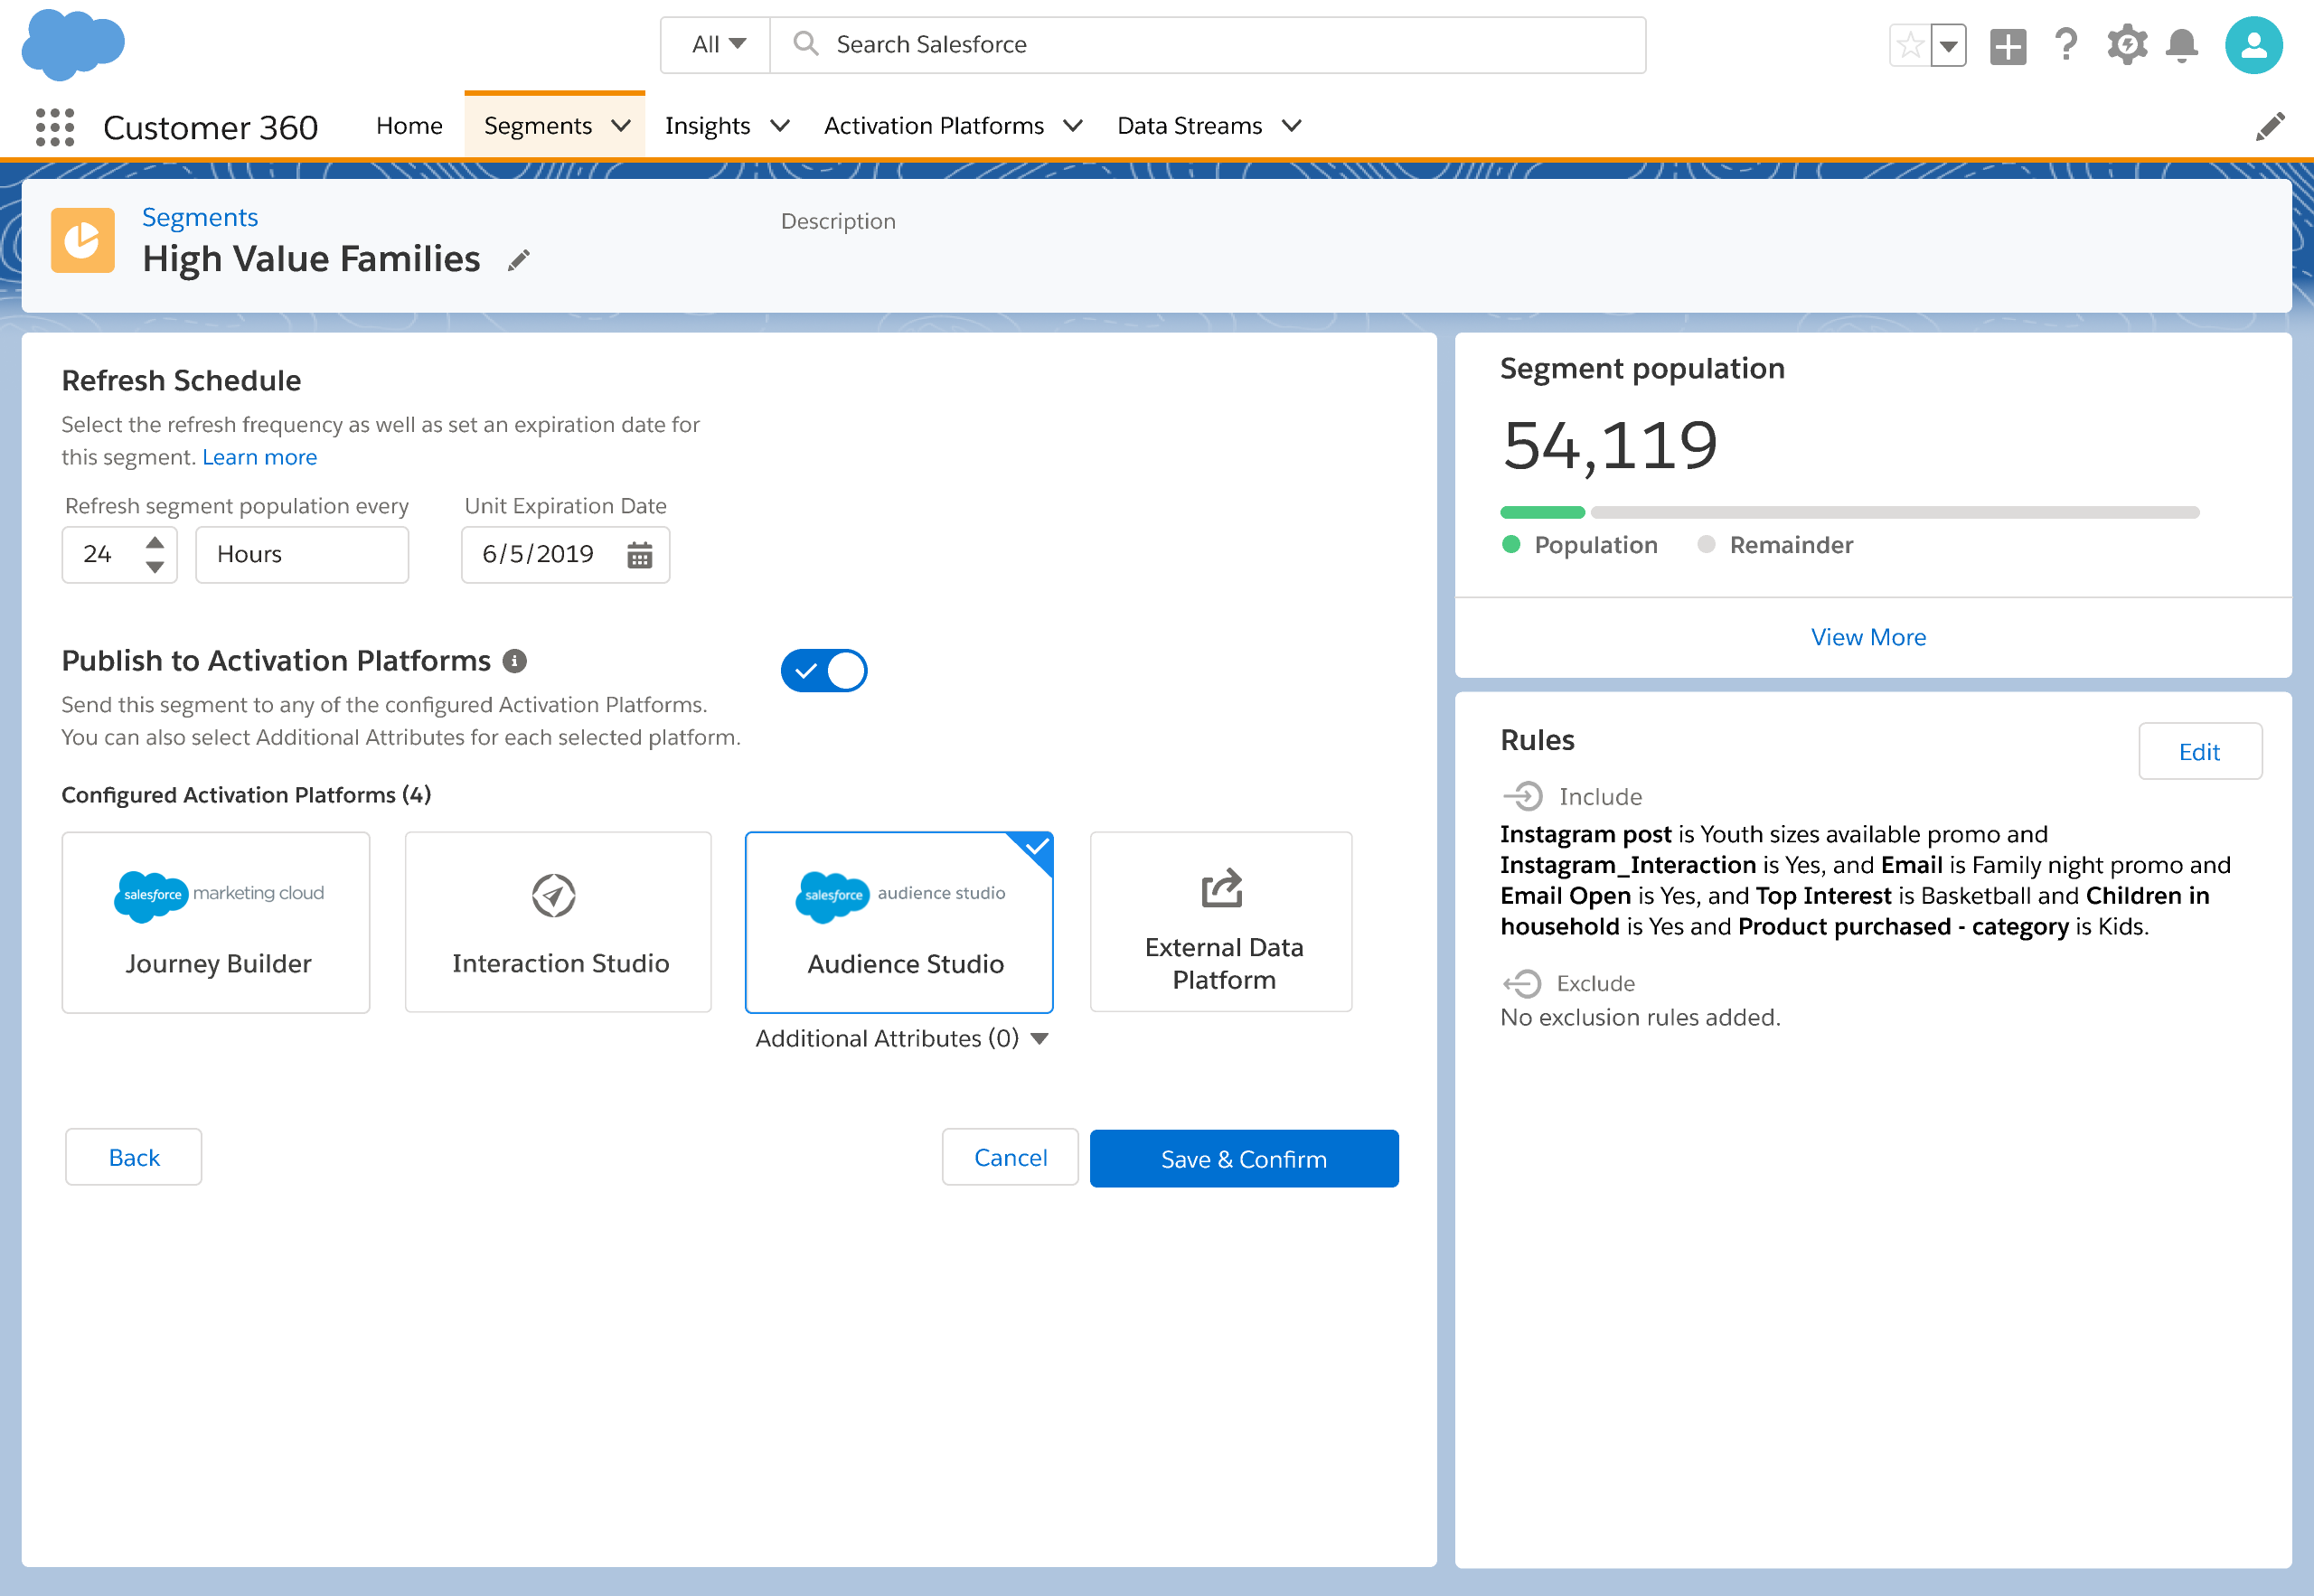 All
Search Salesforce
Customer 360
Home
Segments
Insights
Activation Platforms
Data Streams
Segments
High Value Families
Description
Refresh Schedule
Select the refresh frequency as well as set an expiration date for
this segment. Learn more
Refresh segment population every
Unit Expiration Date
24
Hours
6/5/2019
Publish to Activation Platforms
Send this segment to any of the configured Activation Platforms.
You can also select Additional Attributes for each selected platform.
Configured Activation Platforms (4)
salesforce marketing cloud
Journey Builder
Interaction Studio
salesforce audience studio
Audience Studio
External Data
Platform
Additional Attributes (0)
Back
Cancel
Save & Confirm
Segment population
54,119
Population
Remainder
View More
Rules
Edit
Include
Instagram post is Youth sizes available promo and
Instagram_Interaction is Yes, and Email is Family night promo and
Email Open is Yes, and Top Interest is Basketball and Children in
household is Yes and Product purchased - category is Kids.
Exclude
No exclusion rules added.